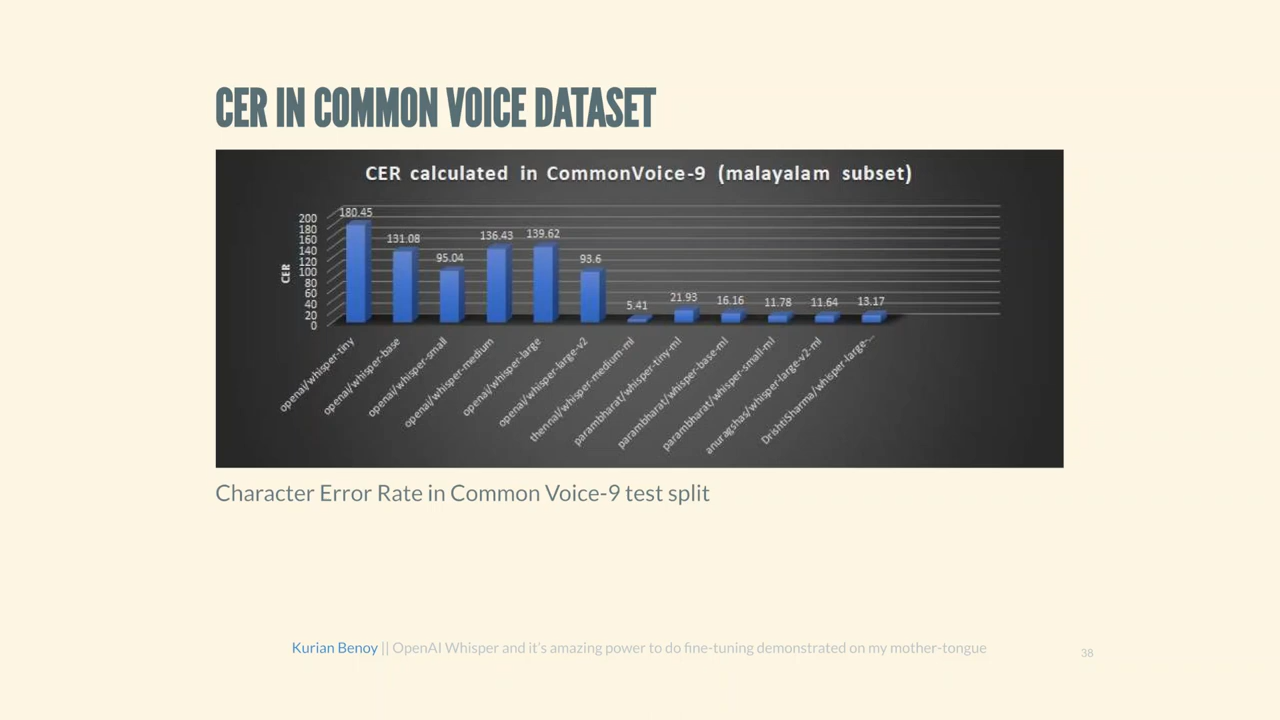 CER IN COMMON VOICE DATASET
CER calculated in CommonVoice-9 (malayalam subset)
CER
200
180
160
140
120
100
80
60
40
20
0
180.45
131.08
95.04
136.43
139.62
93.6
5.41
21.93
16.16
11.78
11.64
13.17
openai/whisper-tiny
openai/whisper-base
openai/whisper-small
openai/whisper-medium
openai/whisper-large
openai/whisper-large-v2
thennal/whisper-medium-ml
parambharat/whisper-tiny-ml
parambharat/whisper-base-ml
parambharat/whisper-small-ml
anuragshas/whisper-large-v2-ml
DrishtiSharma/whisper-large-...
Character Error Rate in Common Voice-9 test split
Kurian Benoy || OpenAI Whisper and it's amazing power to do fine-tuning demonstrated on my mother-tongue
38